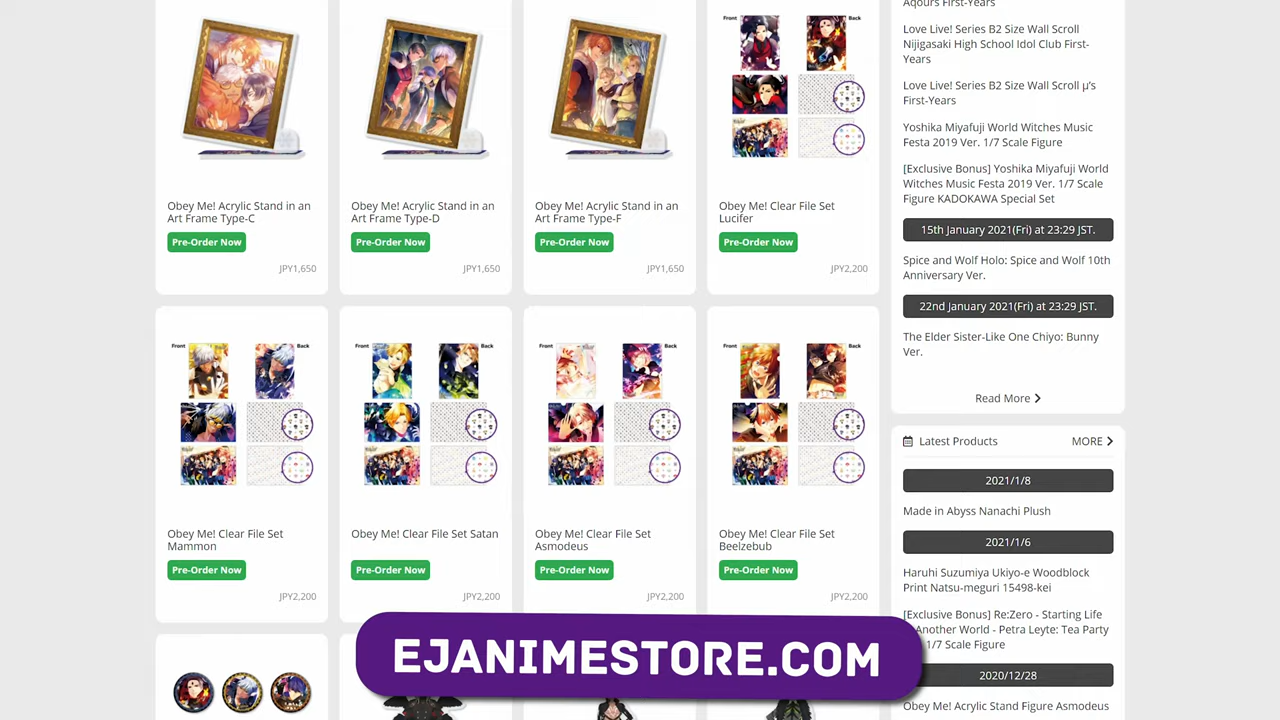 Front
Back
Obey Me! Acrylic Stand in an
Art Frame Type-C
Pre-Order Now
JPY1,650
Obey Me! Acrylic Stand in an
Art Frame Type-D
Pre-Order Now
JPY1,650
Obey Me! Acrylic Stand in an
Art Frame Type-F
Pre-Order Now
JPY1,650
Obey Me! Clear File Set
Lucifer
Pre-Order Now
JPY2,200
Front
Back
Front
Back
Front
Back
Front
Back
Obey Me! Clear File Set
Mammon
Pre-Order Now
JPY2,200
Obey Me! Clear File Set Satan
Pre-Order Now
JPY2,200
Obey Me! Clear File Set
Asmodeus
Pre-Order Now
JPY2,200
Obey Me! Clear File Set
Beelzebub
Pre-Order Now
JPY2,200
Aqours First-Years
Love Live! Series B2 Size Wall Scroll
Nijigasaki High School Idol Club First-
Years
Love Live! Series B2 Size Wall Scroll μ's
First-Years
Yoshika Miyafuji World Witches Music
Festa 2019 Ver. 1/7 Scale Figure
[Exclusive Bonus] Yoshika Miyafuji World
Witches Music Festa 2019 Ver. 1/7 Scale
Figure KADOKAWA Special Set
15th January 2021(Fri) at 23:29 JST.
Spice and Wolf Holo: Spice and Wolf 10th
Anniversary Ver.
22nd January 2021(Fri) at 23:29 JST.
The Elder Sister-Like One Chiyo: Bunny
Ver.
Read More
Latest Products
MORE
2021/1/8
Made in Abyss Nanachi Plush
2021/1/6
Haruhi Suzumiya Ukiyo-e Woodblock
Print Natsu-meguri 15498-kei
[Exclusive Bonus] Re:Zero - Starting Life
Another World - Petra Leyte: Tea Party
1/7 Scale Figure
2020/12/28
Obey Me! Acrylic Stand Figure Asmodeus
EJANIMESTORE.COM